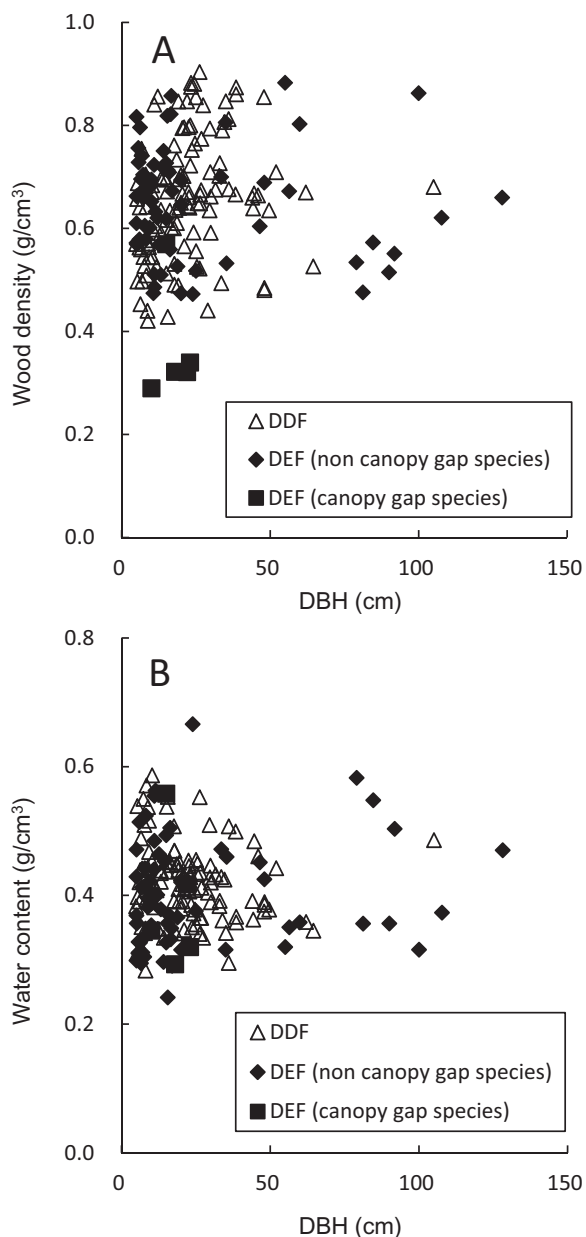 A
1.0
0.8
0.6
0.4
0.2
0.0
Wood density (g/cm³)
DDF
DEF (non canopy gap species)
DEF (canopy gap species)
0 50 100 150
DBH (cm)
B
0.8
0.6
0.4
0.2
0.0
Water content (g/cm³)
DDF
DEF (non canopy gap species)
DEF (canopy gap species)
0 50 100 150
DBH (cm)